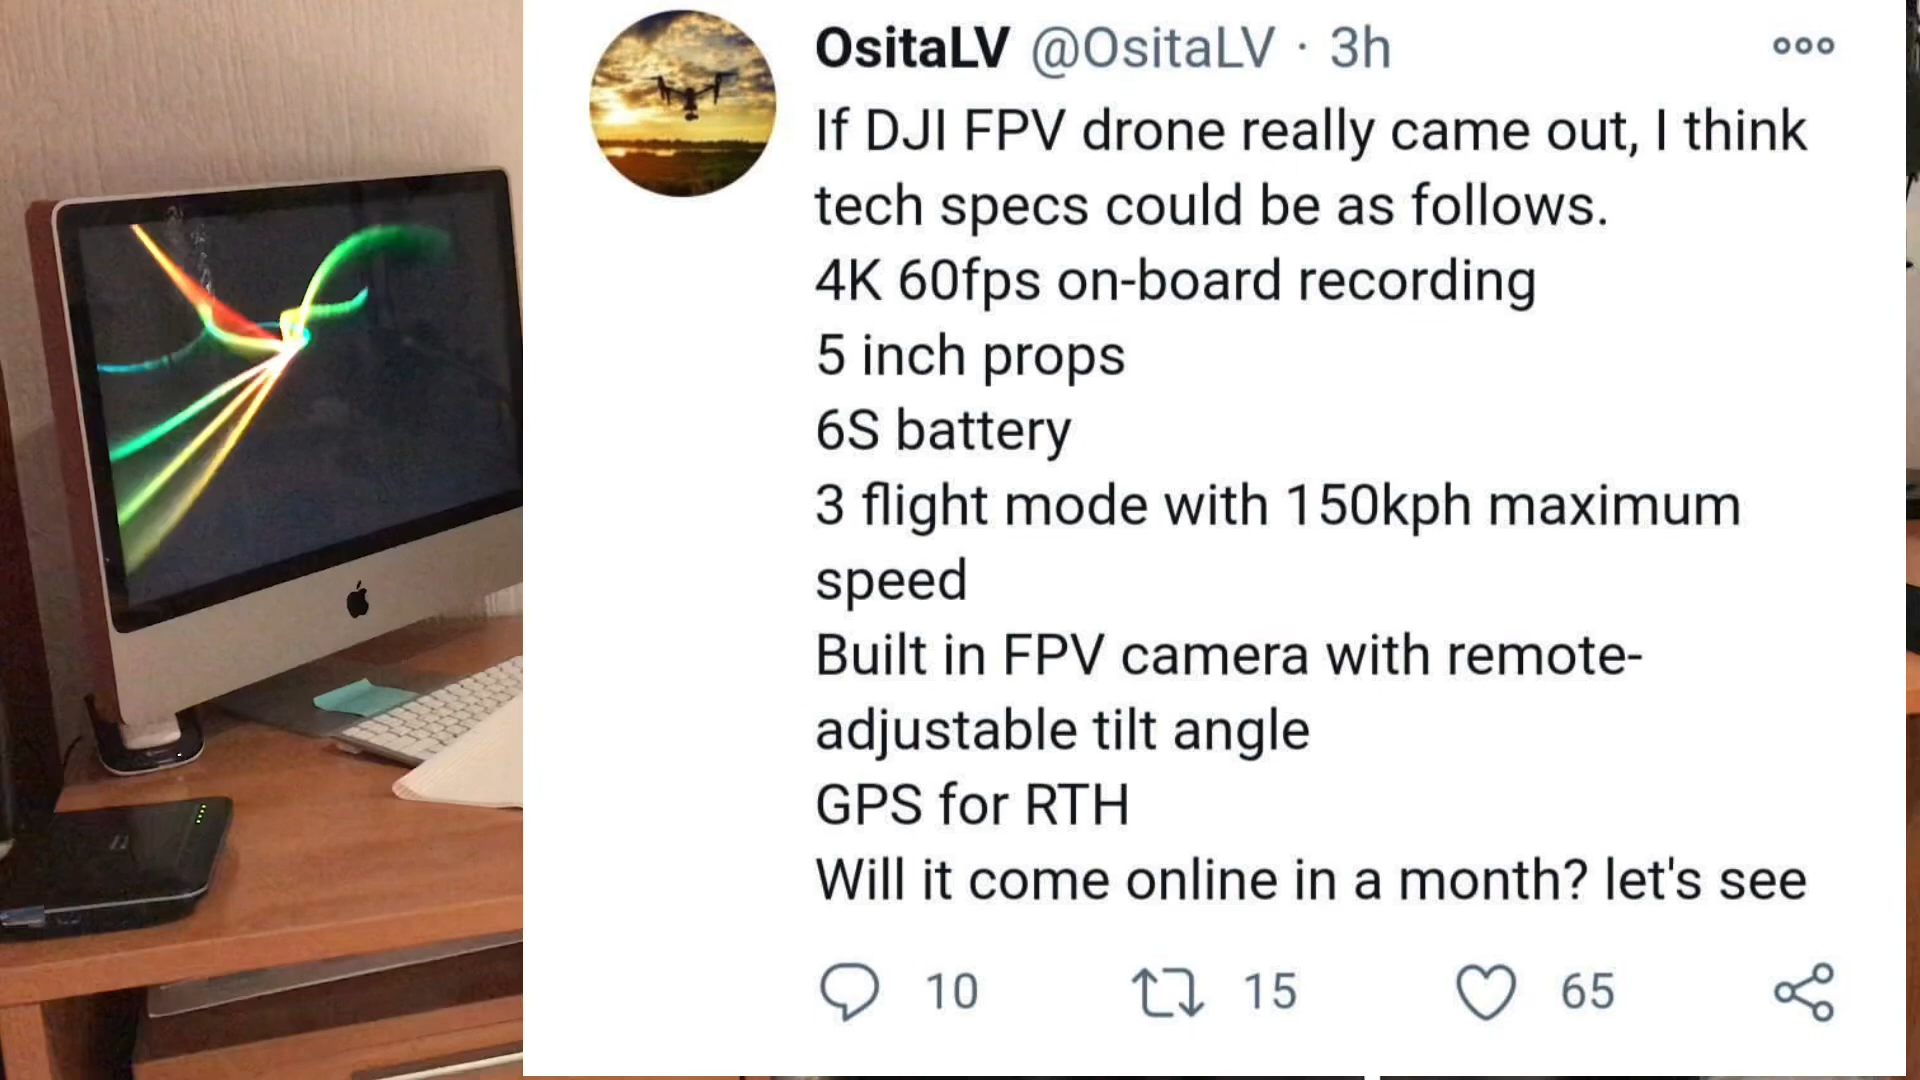 OsitaLV @OsitaLV · 3h
If DJI FPV drone really came out, I think
tech specs could be as follows.
4K 60fps on-board recording
5 inch props
6S battery
3 flight mode with 150kph maximum
speed
Built in FPV camera with remote-
adjustable tilt angle
GPS for RTH
Will it come online in a month? let's see
10 15 65